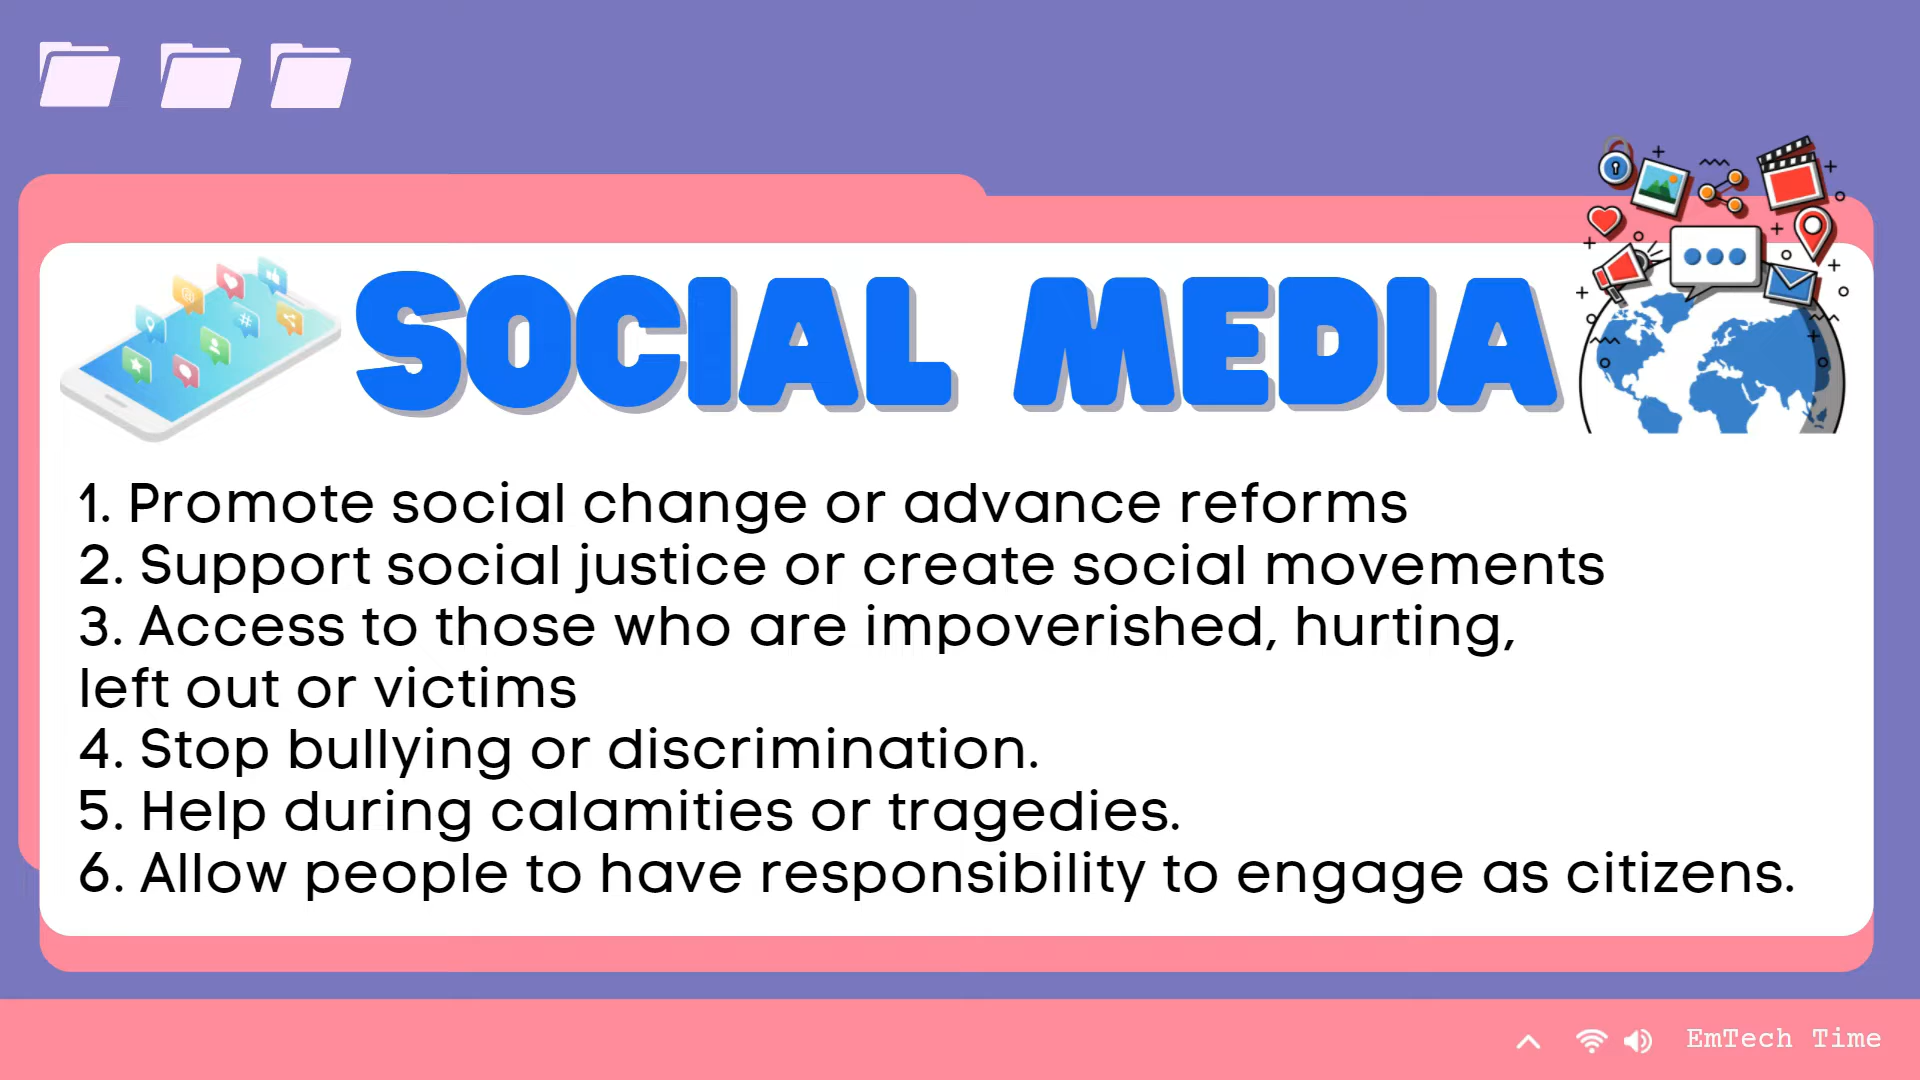 SOCIAL MEDIA
1. Promote social change or advance reforms
2. Support social justice or create social movements
3. Access to those who are impoverished, hurting,
left out or victims
4. Stop bullying or discrimination.
5. Help during calamities or tragedies.
6. Allow people to have responsibility to engage as citizens.
EmTech Time